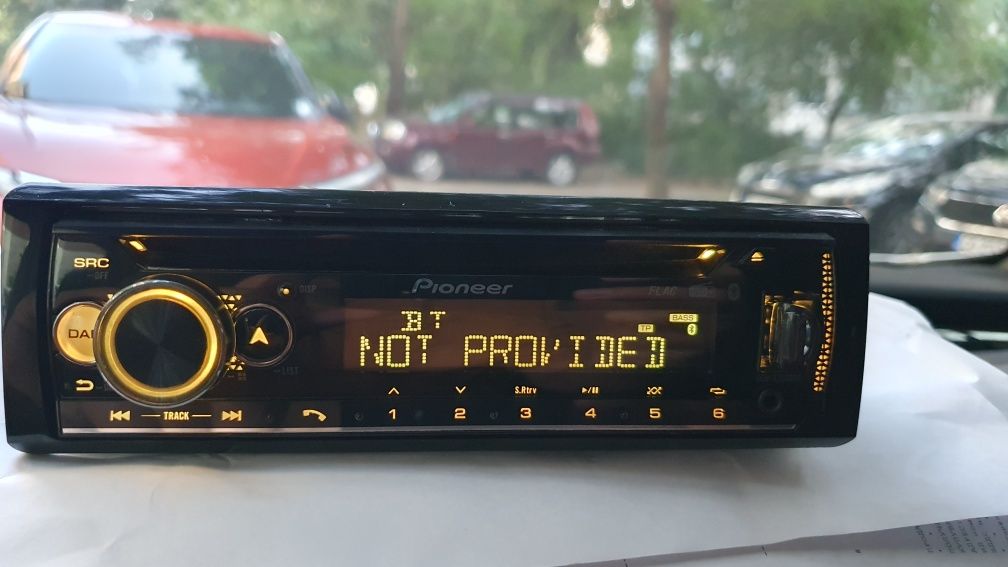 SRC
OFF
DISP
Pioneer
FLAC
BT
TP
BASS
DAB
NOT PROVIDED
LIST
S.Rtrv
TRACK
1 2 3 4 5 6